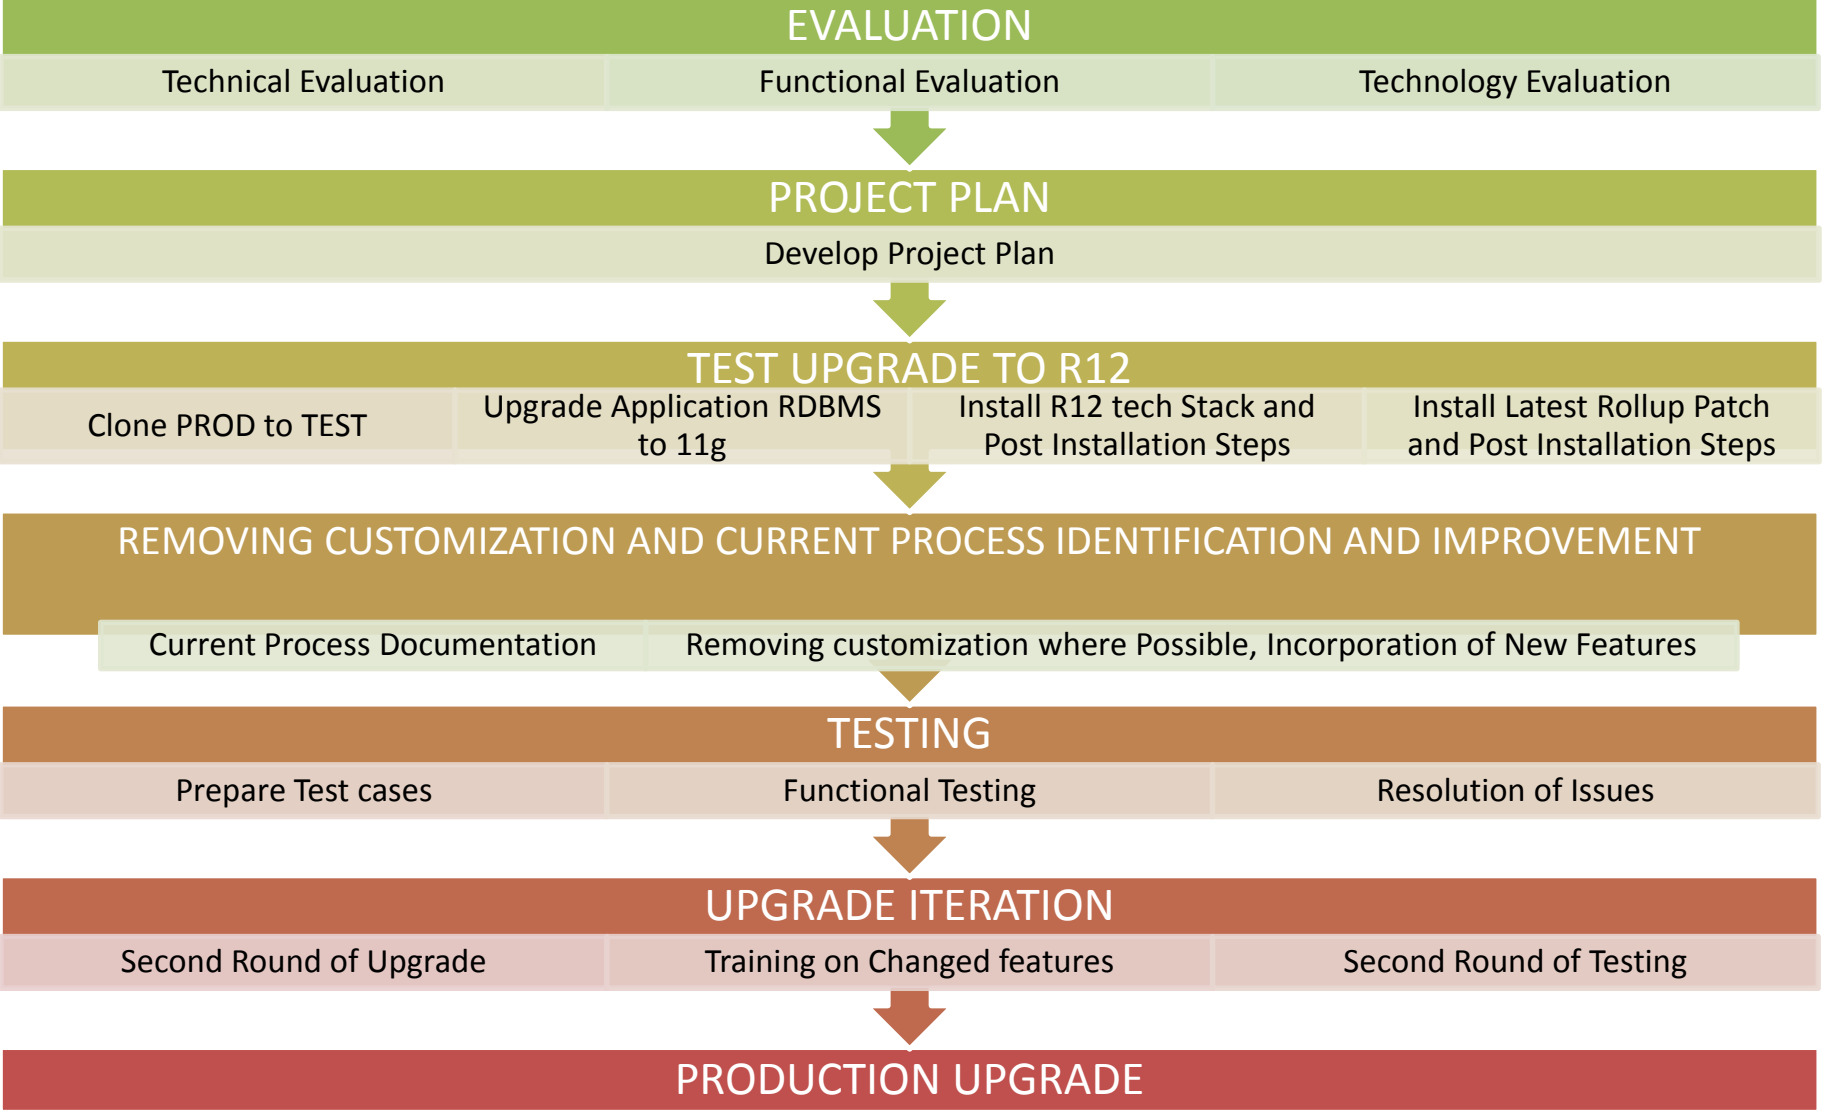 EVALUATION
Technical Evaluation
Functional Evaluation
Technology Evaluation
PROJECT PLAN
Develop Project Plan
TEST UPGRADE TO R12
Clone PROD to TEST
Upgrade Application RDBMS
to 11g
Install R12 tech Stack and
Post Installation Steps
Install Latest Rollup Patch
and Post Installation Steps
REMOVING CUSTOMIZATION AND CURRENT PROCESS IDENTIFICATION AND IMPROVEMENT
Current Process Documentation
Removing customization where Possible, Incorporation of New Features
TESTING
Prepare Test cases
Functional Testing
Resolution of Issues
UPGRADE ITERATION
Second Round of Upgrade
Training on Changed features
Second Round of Testing
PRODUCTION UPGRADE